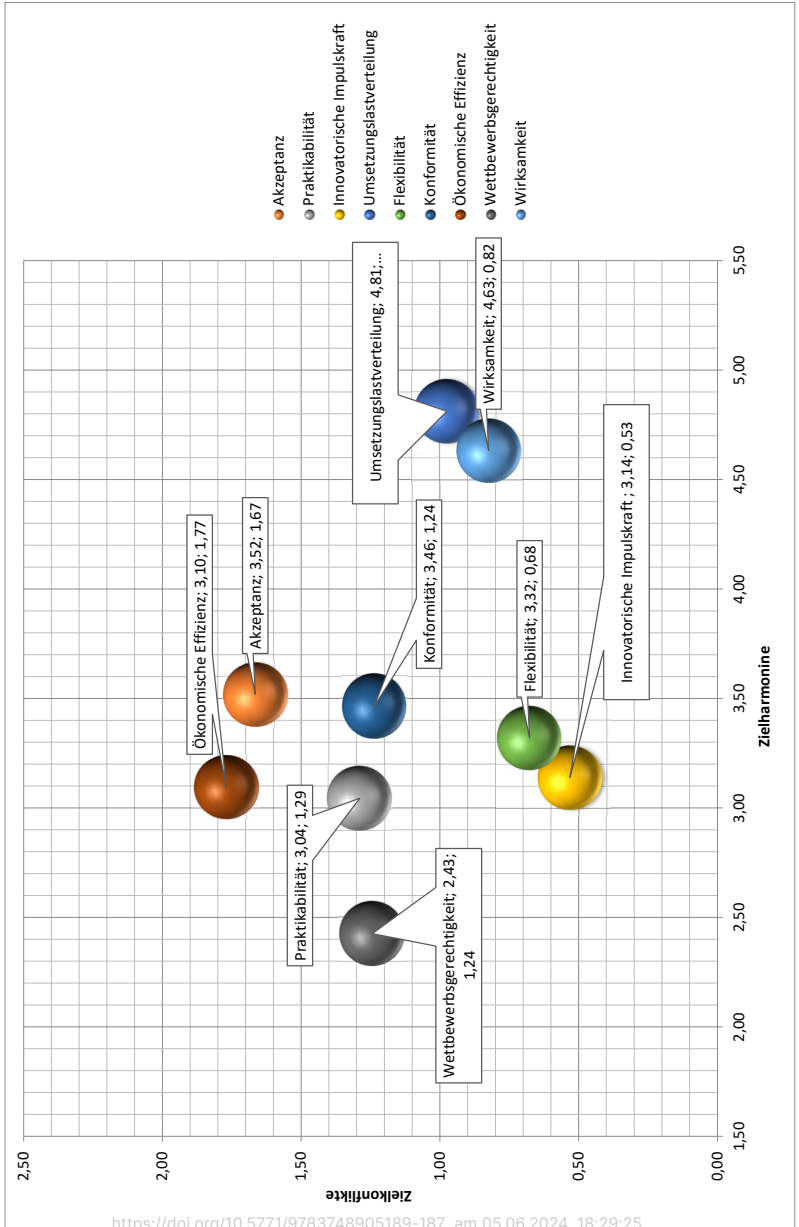 2,50
2,00
1,50
1,00
0,50
0,00
Zielkonflikte
1,50
2,00
2,50
3,00
3,50
4,00
4,50
5,00
5,50
Zielharmonine
Ökonomische Effizienz; 3,10; 1,77
Akzeptanz; 3,52; 1,67
Praktikabilität; 3,04; 1,29
Konformität; 3,46; 1,24
Wettbewerbsgerechtigkeit; 2,43;
1,24
Umsetzungslastverteilung; 4,81;...
Wirksamkeit; 4,63; 0,82
Flexibilität; 3,32; 0,68
Innovatorische Impulskraft ; 3,14; 0,53
Akzeptanz
Praktikabilität
Innovatorische Impulskraft
Umsetzungslastverteilung
Flexibilität
Konformität
Ökonomische Effizienz
Wettbewerbsgerechtigkeit
Wirksamkeit
https://doi.org/10.5771/9783748905189-187, am 05.06.2024, 18:29:25